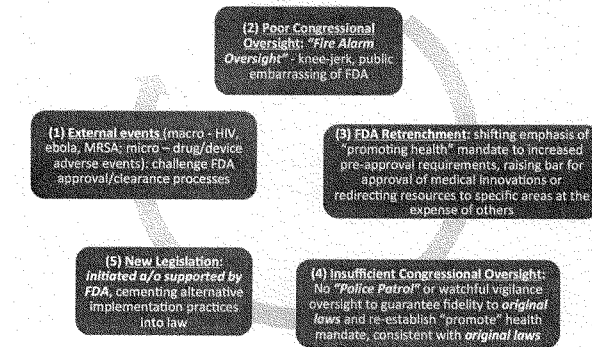 (2) Poor Congressional
Oversight: "Fire Alarm
Oversight" - knee-jerk, public
embarrassing of FDA
(1) External events (macro - HIV,
ebola, MRSA; micro – drug/device
adverse events): challenge FDA
approval/clearance processes
(3) FDA Retrenchment: shifting emphasis of
"promoting health" mandate to increased
pre-approval requirements, raising bar for
approval of medical innovations or
redirecting resources to specific areas at the
expense of others
(5) New Legislation:
initiated a/o supported by
FDA, cementing alternative
implementation practices
into law
(4) Insufficient Congressional Oversight:
No "Police Patrol" or watchful vigilance
oversight to guarantee fidelity to original
laws and re-establish "promote" health
mandate, consistent with original laws